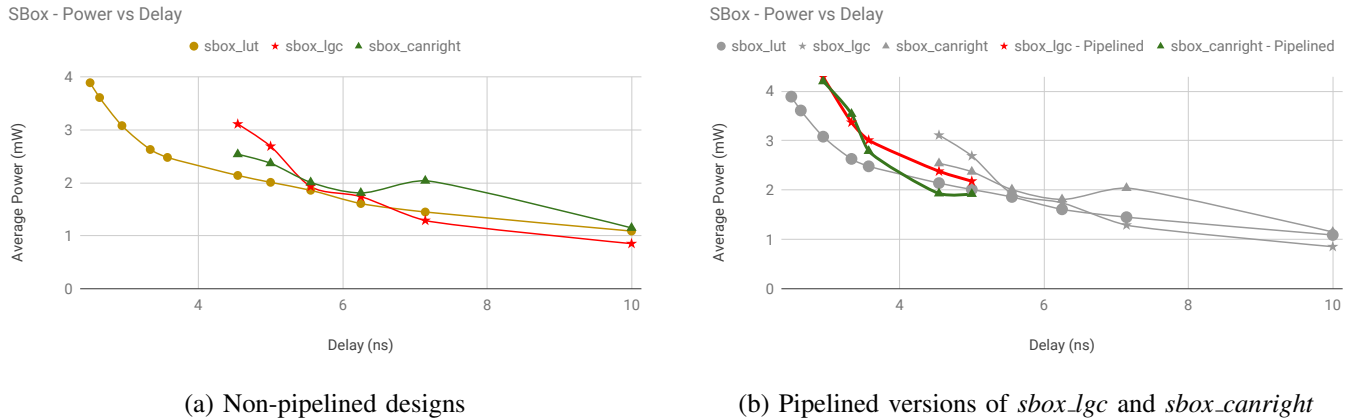 SBox - Power vs Delay
sbox_lut sbox_lgc sbox_canright
Average Power (mW)
4
3
2
1
0
4 6 8 10
Delay (ns)
(a) Non-pipelined designs
SBox - Power vs Delay
sbox_lut sbox_lgc sbox_canright sbox_lgc - Pipelined sbox_canright - Pipelined
Average Power (mW)
4
3
2
1
0
4 6 8 10
Delay (ns)
(b) Pipelined versions of sbox_lgc and sbox_canright